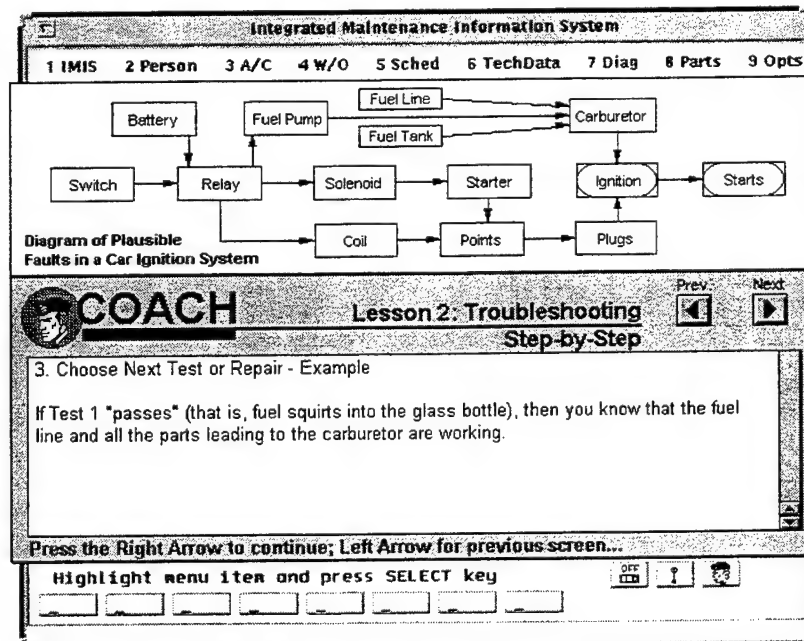 Integrated Maintenance Information System
1 IMIS 2 Person 3 A/C 4 W/O 5 Sched 6 TechData 7 Diag 8 Parts 9 Opts
Fuel Line
Battery Fuel Pump Carburetor
Fuel Tank
Switch Relay Solenoid Starter Ignition Starts
Diagram of Plausible
Faults in a Car Ignition System
Coil Points Plugs
COACH
Lesson 2: Troubleshooting
Step-by-Step
Prev. Next
3. Choose Next Test or Repair - Example
If Test 1 "passes" (that is, fuel squirts into the glass bottle), then you know that the fuel
line and all the parts leading to the carburetor are working.
Press the Right Arrow to continue; Left Arrow for previous screen...
Highlight menu item and press SELECT key
OFF